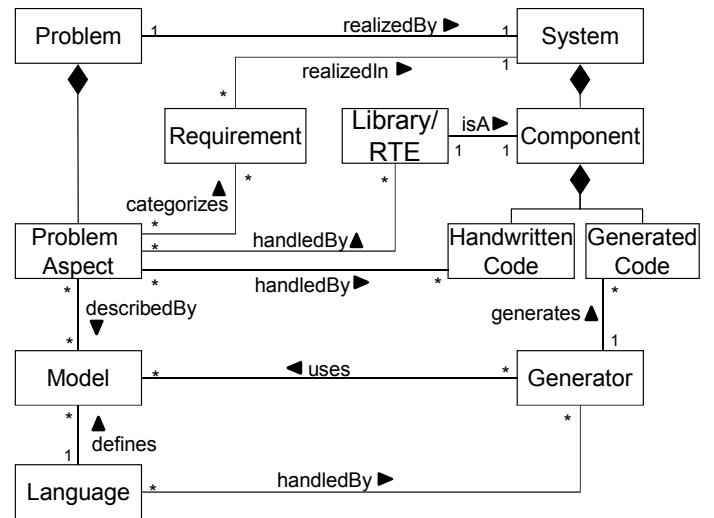 Problem
1
realizedBy ►
1
System
realizedIn ►
1
*
Requirement
Library/
RTE
isA►
1
1
Component
*
*
categorizes ▲
*
Problem
Aspect
*
handledBy▲
Handwritten
Code
Generated
Code
*
handledBy►
*
*
*
describedBy
▼
generates▲
*
1
Model
*
◄ uses
*
Generator
*
▲
defines
*
1
Language
*
handledBy ►